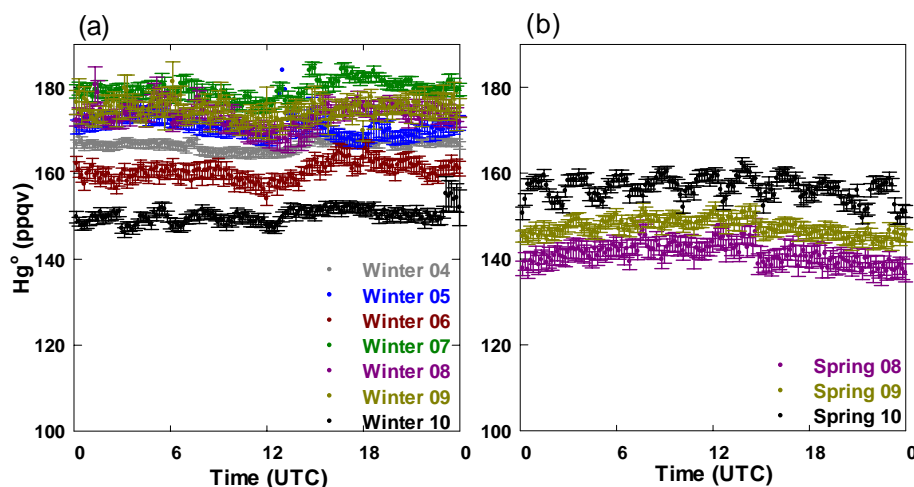 (a)
(b)
Hg° (ppqv)
180
160
140
120
100
0
6
12
18
0
Time (UTC)
Winter 04
Winter 05
Winter 06
Winter 07
Winter 08
Winter 09
Winter 10
180
160
140
120
100
0
6
12
18
0
Time (UTC)
Spring 08
Spring 09
Spring 10